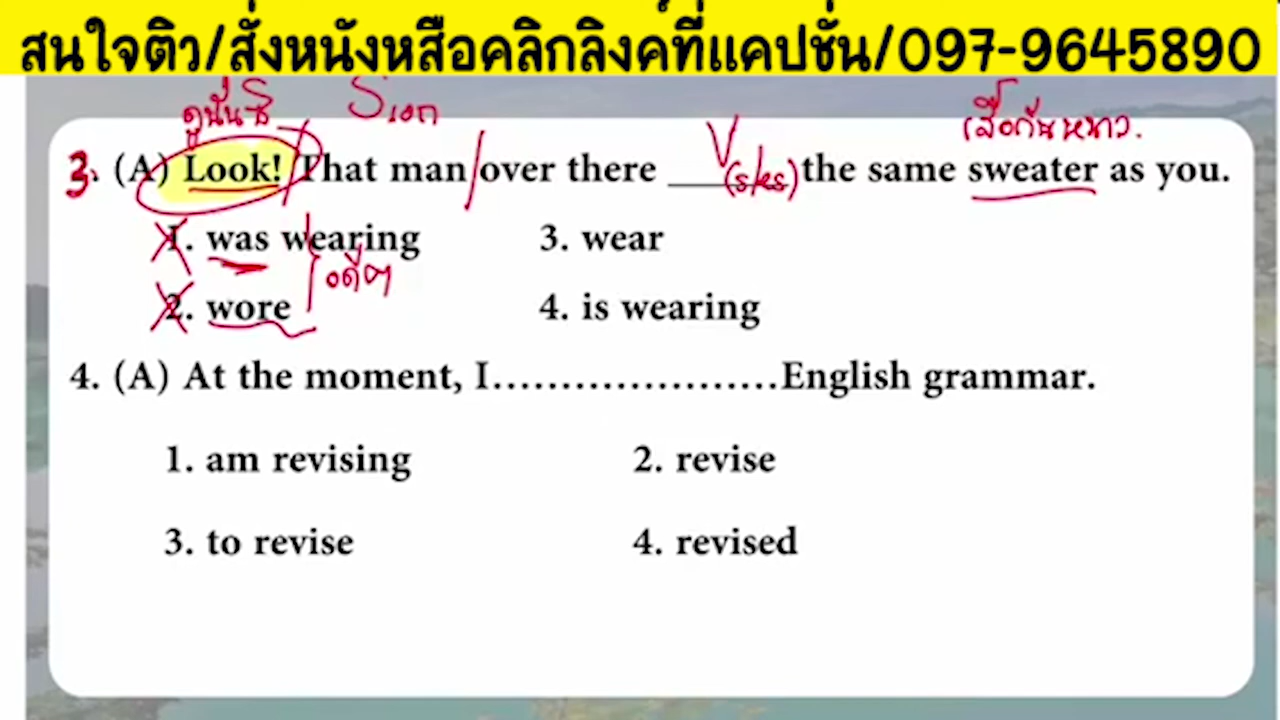 สนใจติว/สั่งหนังหสือคลิกลิงค์ที่แคปชั่น/097-9645890
ดูนั่นซิ Sเอก เสื้อกันหนาว.
3. (A) Look! That man/over there ___V(s/es) the same sweater as you.
1. was wearing 3. wear
อดีต
2. wore 4. is wearing
4. (A) At the moment, I.....................English grammar.
1. am revising 2. revise
3. to revise 4. revised